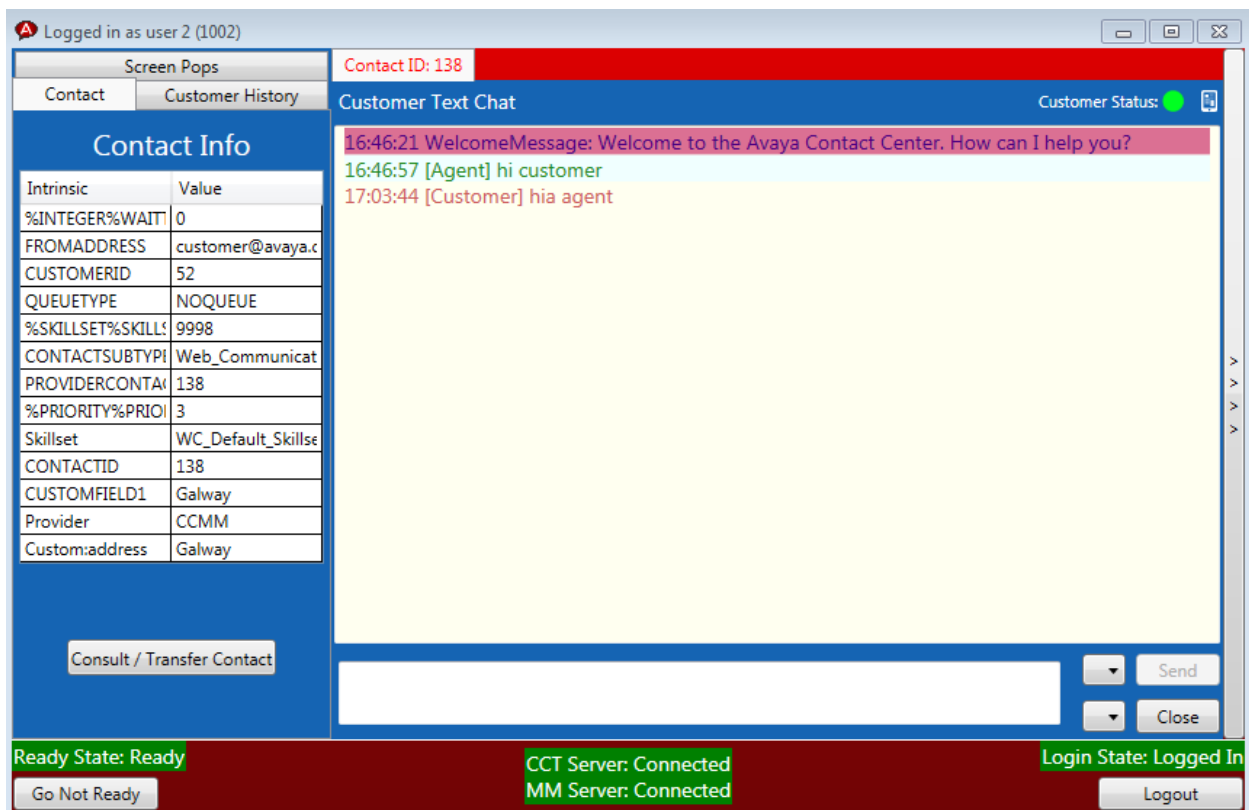 Logged in as user 2 (1002)
Screen Pops
Contact
Customer History
Contact Info
Intrinsic Value
%INTEGER%WAITT 0
FROMADDRESS customer@avaya.c
CUSTOMERID 52
QUEUETYPE NOQUEUE
%SKILLSET%SKILLS 9998
CONTACTSUBTYPE Web_Communicat
PROVIDERCONTAC 138
%PRIORITY%PRIOI 3
Skillset WC_Default_Skillse
CONTACTID 138
CUSTOMFIELD1 Galway
Provider CCMM
Custom:address Galway
Consult / Transfer Contact
Contact ID: 138
Customer Text Chat
Customer Status:
16:46:21 WelcomeMessage: Welcome to the Avaya Contact Center. How can I help you?
16:46:57 [Agent] hi customer
17:03:44 [Customer] hia agent
>
>
>
>
Send
Close
Ready State: Ready
Go Not Ready
CCT Server: Connected
MM Server: Connected
Login State: Logged In
Logout